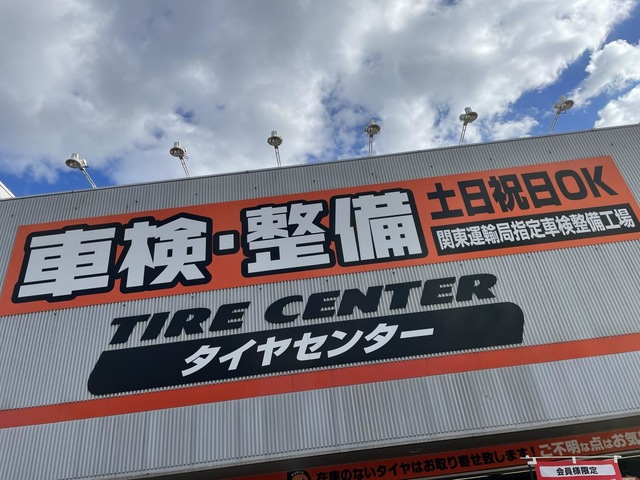 車検・整備
土日祝日OK
関東運輸局指定車検整備工場
TIRE CENTER
タイヤセンター
在庫のないタイヤはお取り寄せ致します!ご不明な点はお気
会員様限定